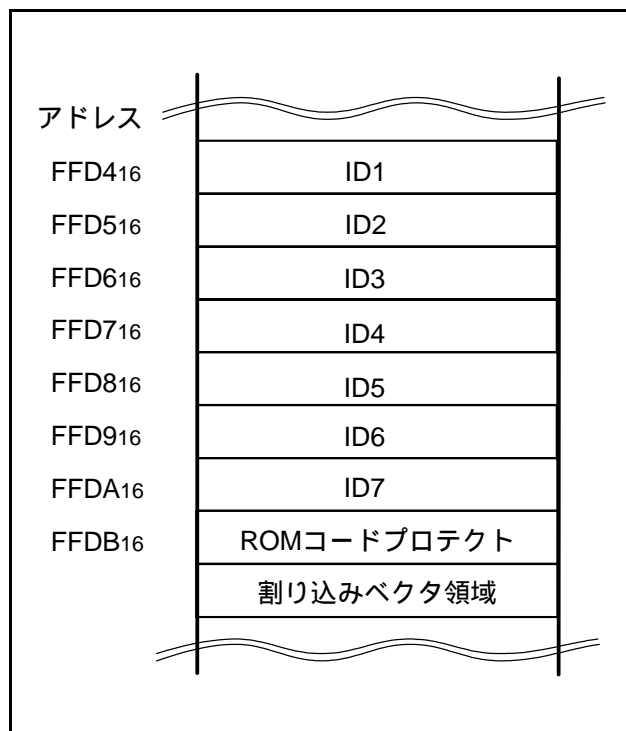 アドレス
FFD416 ID1
FFD516 ID2
FFD616 ID3
FFD716 ID4
FFD816 ID5
FFD916 ID6
FFDA16 ID7
FFDB16 ROMコードプロテクト
割り込みベクタ領域